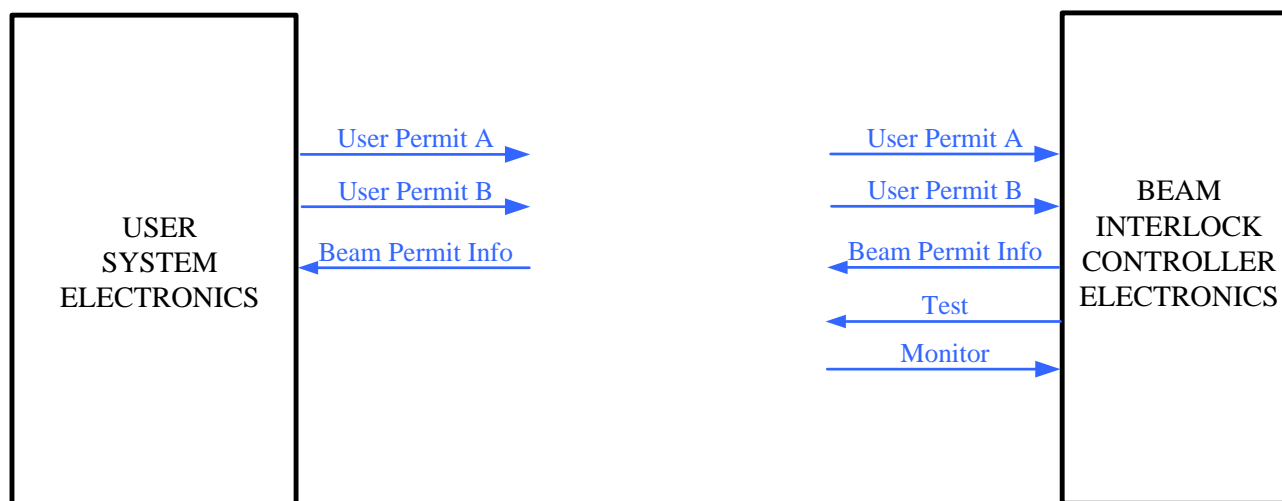 USER
SYSTEM
ELECTRONICS
User Permit A
User Permit B
Beam Permit Info
User Permit A
User Permit B
Beam Permit Info
Test
Monitor
BEAM
INTERLOCK
CONTROLLER
ELECTRONICS